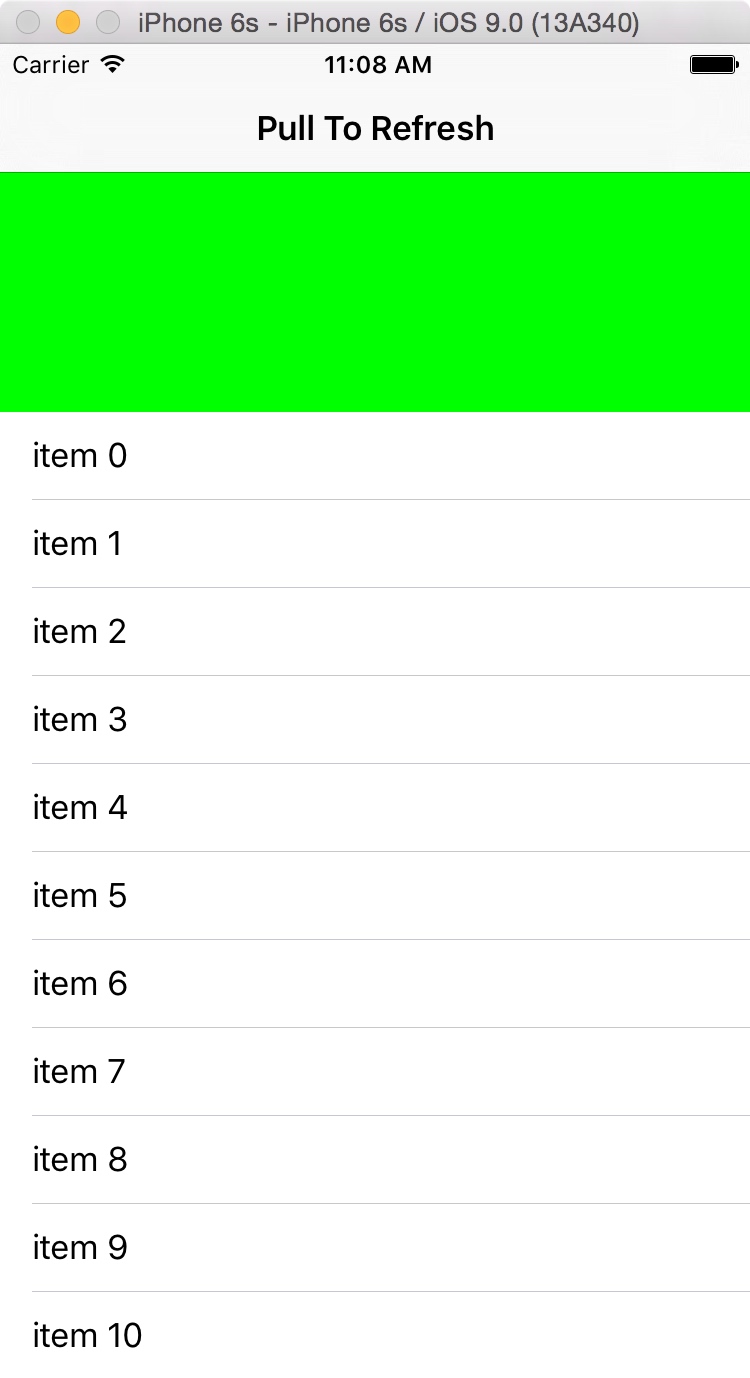 iPhone 6s - iPhone 6s / iOS 9.0 (13A340)
Carrier 11:08 AM
Pull To Refresh
item 0
item 1
item 2
item 3
item 4
item 5
item 6
item 7
item 8
item 9
item 10